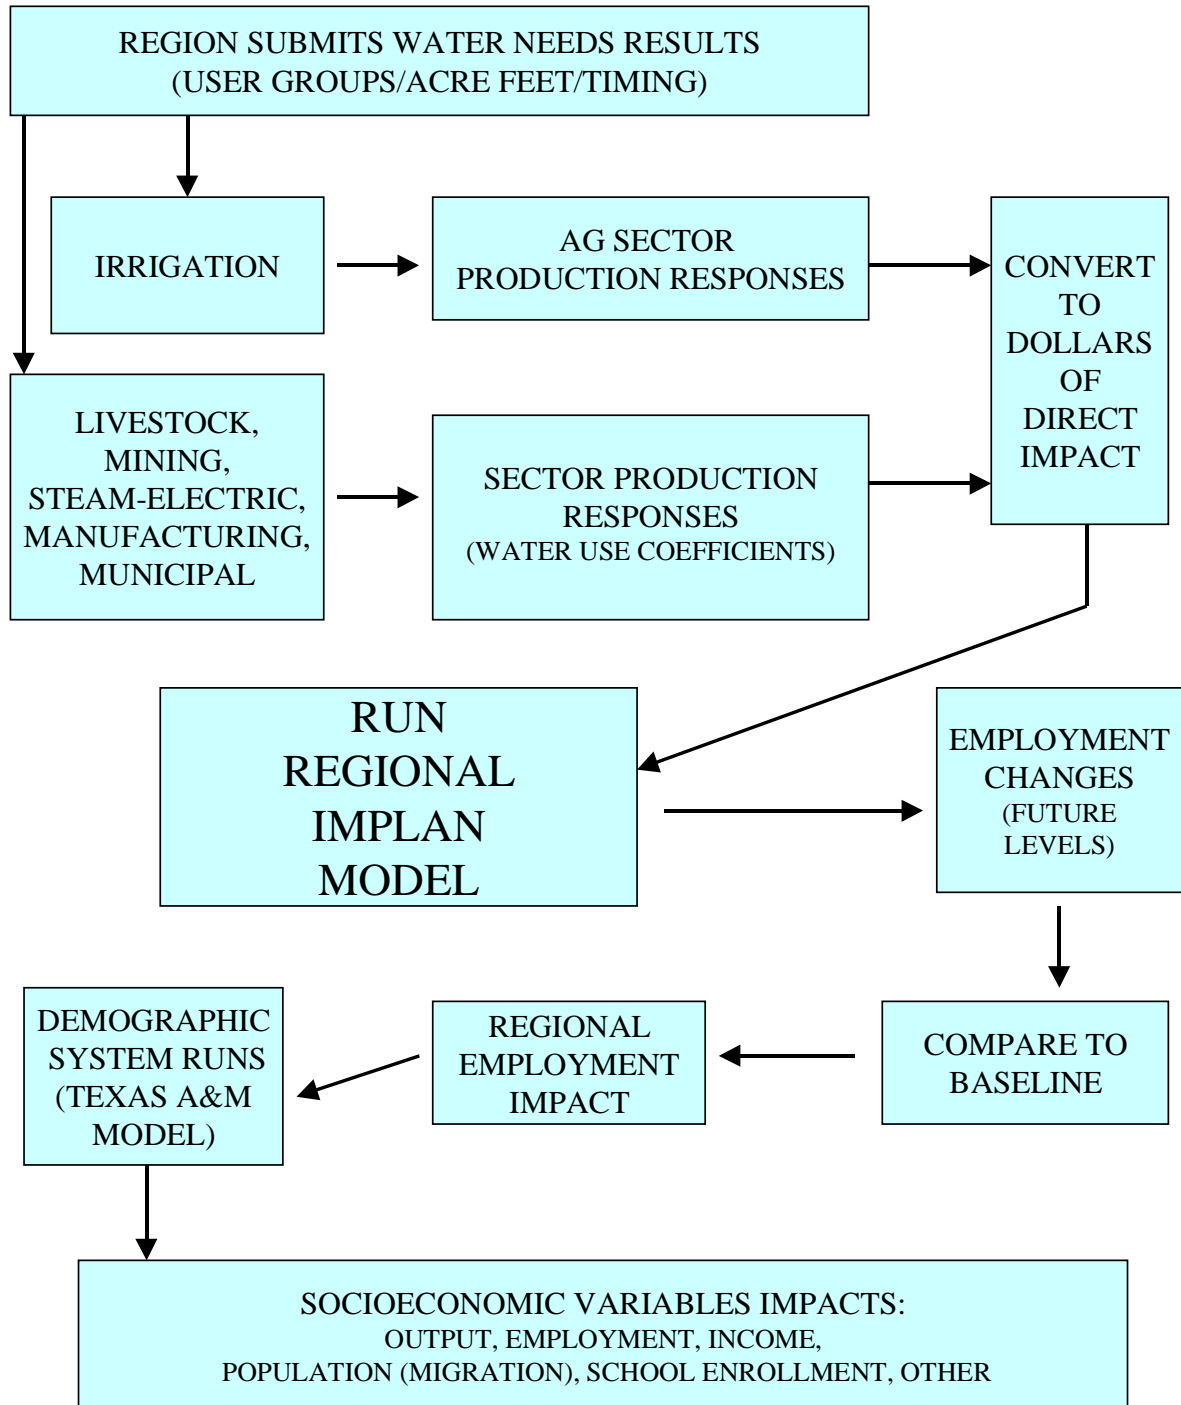 REGION SUBMITS WATER NEEDS RESULTS
(USER GROUPS/ACRE FEET/TIMING)
IRRIGATION
AG SECTOR
PRODUCTION RESPONSES
CONVERT
TO
DOLLARS
OF
DIRECT
IMPACT
LIVESTOCK,
MINING,
STEAM-ELECTRIC,
MANUFACTURING,
MUNICIPAL
SECTOR PRODUCTION
RESPONSES
(WATER USE COEFFICIENTS)
RUN
REGIONAL
IMPLAN
MODEL
EMPLOYMENT
CHANGES
(FUTURE
LEVELS)
COMPARE TO
BASELINE
REGIONAL
EMPLOYMENT
IMPACT
DEMOGRAPHIC
SYSTEM RUNS
(TEXAS A&M
MODEL)
SOCIOECONOMIC VARIABLES IMPACTS:
OUTPUT, EMPLOYMENT, INCOME,
POPULATION (MIGRATION), SCHOOL ENROLLMENT, OTHER